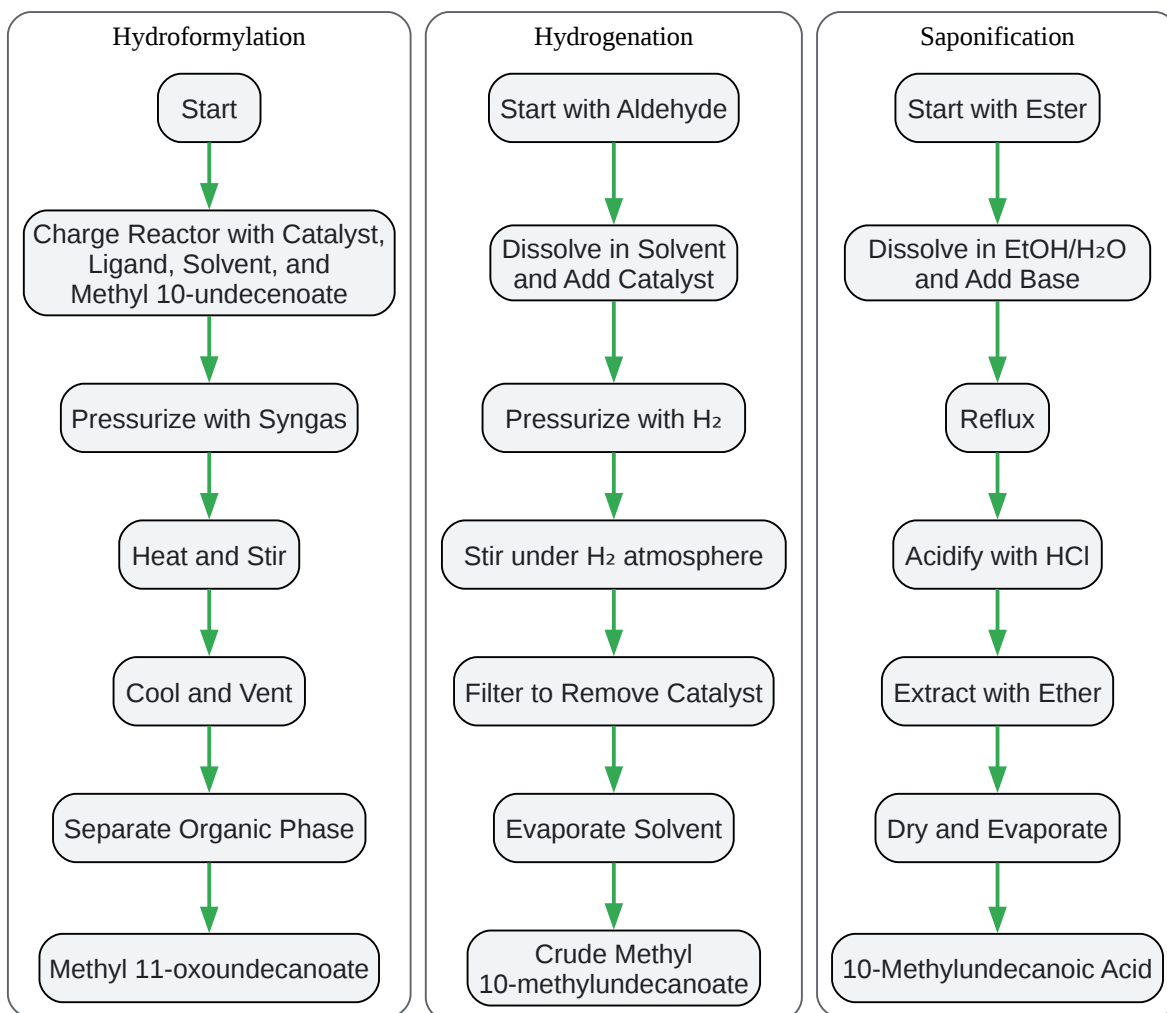 Hydroformylation
Start
Charge Reactor with Catalyst,
Ligand, Solvent, and
Methyl 10-undecenoate
Pressurize with Syngas
Heat and Stir
Cool and Vent
Separate Organic Phase
Methyl 11-oxoundecanoate
Hydrogenation
Start with Aldehyde
Dissolve in Solvent
and Add Catalyst
Pressurize with H₂
Stir under H₂ atmosphere
Filter to Remove Catalyst
Evaporate Solvent
Crude Methyl
10-methylundecanoate
Saponification
Start with Ester
Dissolve in EtOH/H₂O
and Add Base
Reflux
Acidify with HCl
Extract with Ether
Dry and Evaporate
10-Methylundecanoic Acid